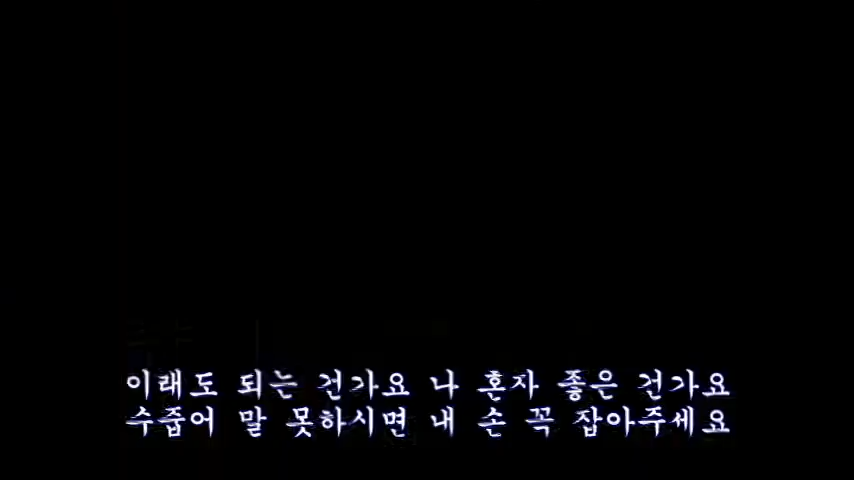 이래도 되는 건가요 나 혼자 좋은 건가요
수줍어 말 못하시면 내 손 꼭 잡아주세요